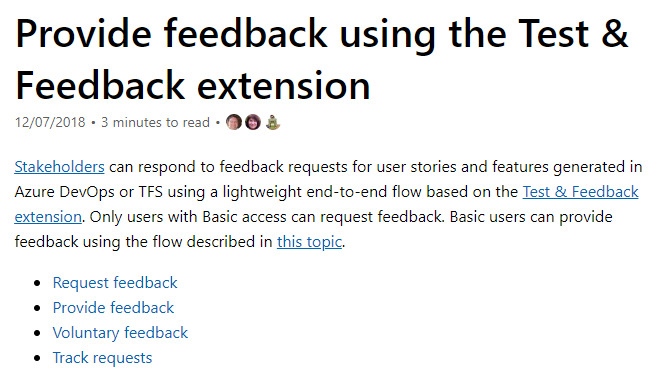 Provide feedback using the Test &
Feedback extension
12/07/2018 • 3 minutes to read •
Stakeholders can respond to feedback requests for user stories and features generated in
Azure DevOps or TFS using a lightweight end-to-end flow based on the Test & Feedback
extension. Only users with Basic access can request feedback. Basic users can provide
feedback using the flow described in this topic.
• Request feedback
• Provide feedback
• Voluntary feedback
• Track requests